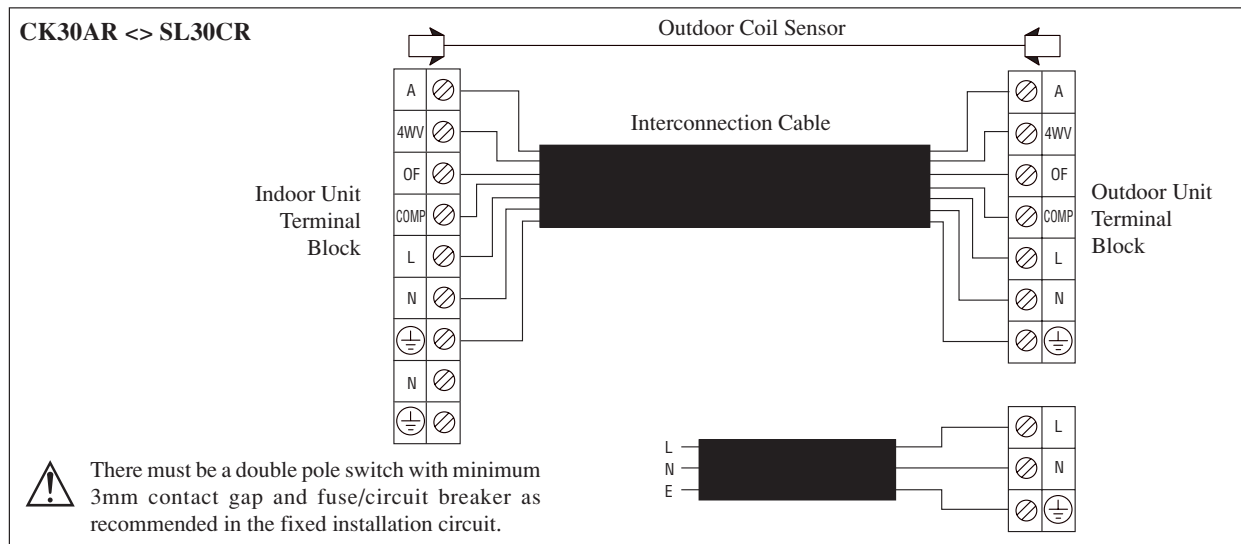 CK30AR <> SL30CR
Outdoor Coil Sensor
A
4WV
OF
COMP
L
N
N
Indoor Unit
Terminal
Block
Interconnection Cable
A
4WV
OF
COMP
L
N
Outdoor Unit
Terminal
Block
L
N
E
L
N
There must be a double pole switch with minimum
3mm contact gap and fuse/circuit breaker as
recommended in the fixed installation circuit.